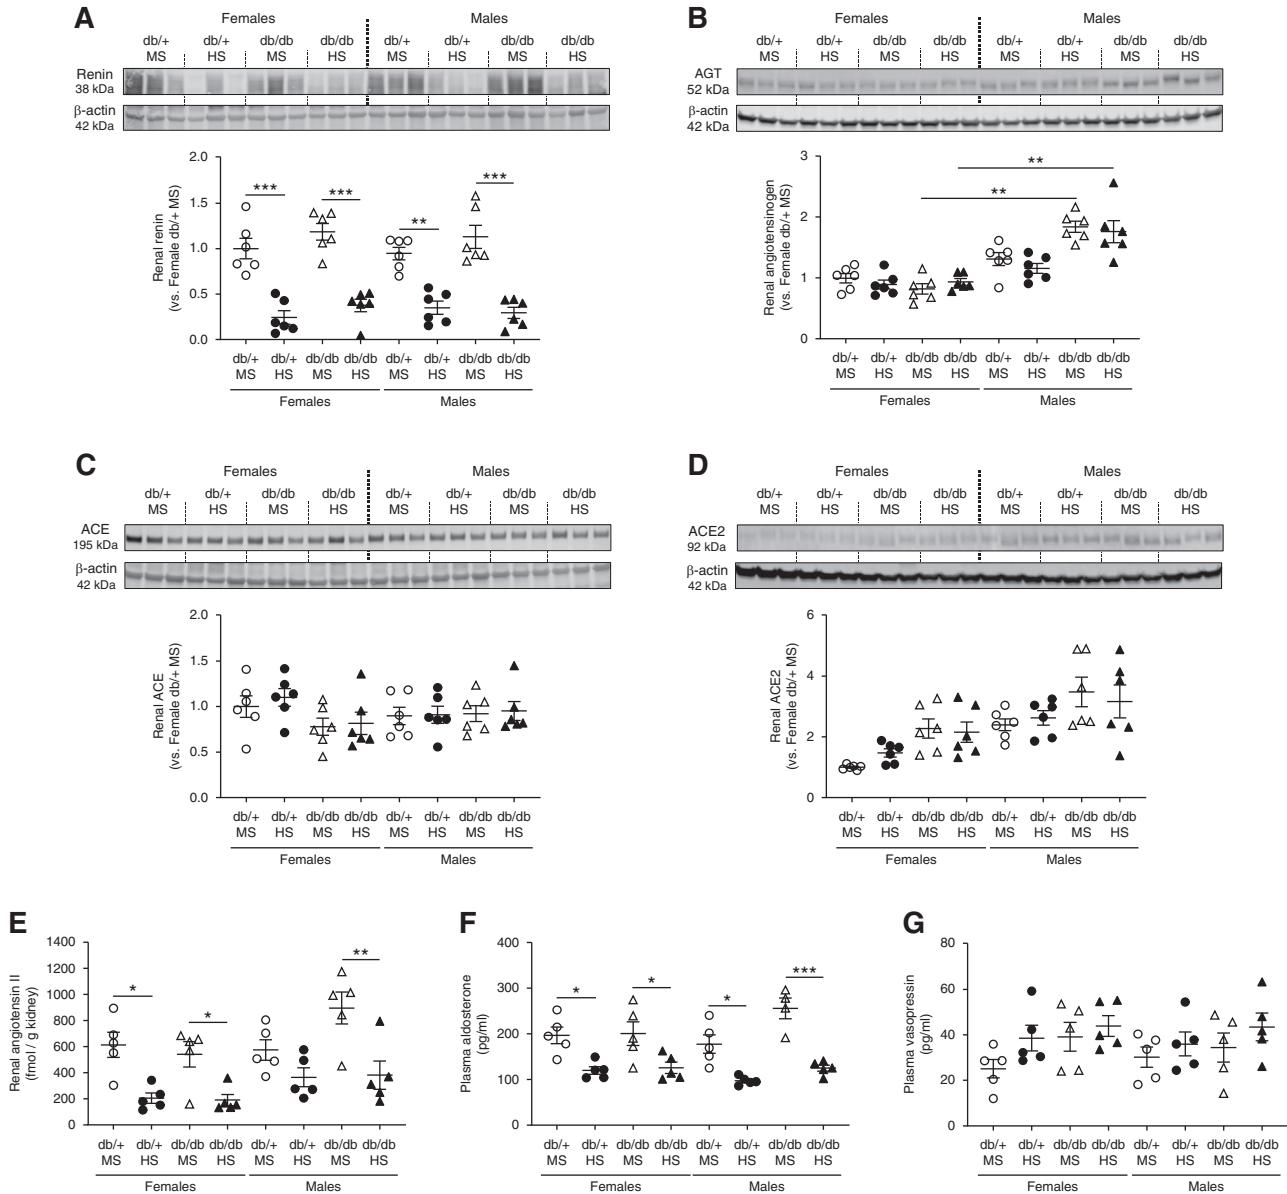 A
Females Males
db/+ db/+ db/db db/db db/+ db/+ db/db db/db
MS HS MS HS MS HS MS HS
Renin
38 kDa
β-actin
42 kDa
2.0
1.5
1.0
0.5
0.0
Renal renin
(vs. Female db/+ MS)
*** *** ** ***
db/+ db/+ db/db db/db db/+ db/+ db/db db/db
MS HS MS HS MS HS MS HS
Females Males
B
Females Males
db/+ db/+ db/db db/db db/+ db/+ db/db db/db
MS HS MS HS MS HS MS HS
AGT
52 kDa
β-actin
42 kDa
3
2
1
0
Renal angiotensinogen
(vs. Female db/+ MS)
**
**
db/+ db/+ db/db db/db db/+ db/+ db/db db/db
MS HS MS HS MS HS MS HS
Females Males
C
Females Males
db/+ db/+ db/db db/db db/+ db/+ db/db db/db
MS HS MS HS MS HS MS HS
ACE
195 kDa
β-actin
42 kDa
2.0
1.5
1.0
0.5
0.0
Renal ACE
(vs. Female db/+ MS)
db/+ db/+ db/db db/db db/+ db/+ db/db db/db
MS HS MS HS MS HS MS HS
Females Males
D
Females Males
db/+ db/+ db/db db/db db/+ db/+ db/db db/db
MS HS MS HS MS HS MS HS
ACE2
92 kDa
β-actin
42 kDa
6
4
2
0
Renal ACE2
(vs. Female db/+ MS)
db/+ db/+ db/db db/db db/+ db/+ db/db db/db
MS HS MS HS MS HS MS HS
Females Males
E
1400
1200
1000
800
600
400
200
0
Renal angiotensin II
(fmol / g kidney)
* * **
db/+ db/+ db/db db/db db/+ db/+ db/db db/db
MS HS MS HS MS HS MS HS
Females Males
F
400
300
200
100
0
Plasma aldosterone
(pg/ml)
* * * ***
db/+ db/+ db/db db/db db/+ db/+ db/db db/db
MS HS MS HS MS HS MS HS
Females Males
G
80
60
40
20
0
Plasma vasopressin
(pg/ml)
db/+ db/+ db/db db/db db/+ db/+ db/db db/db
MS HS MS HS MS HS MS HS
Females Males